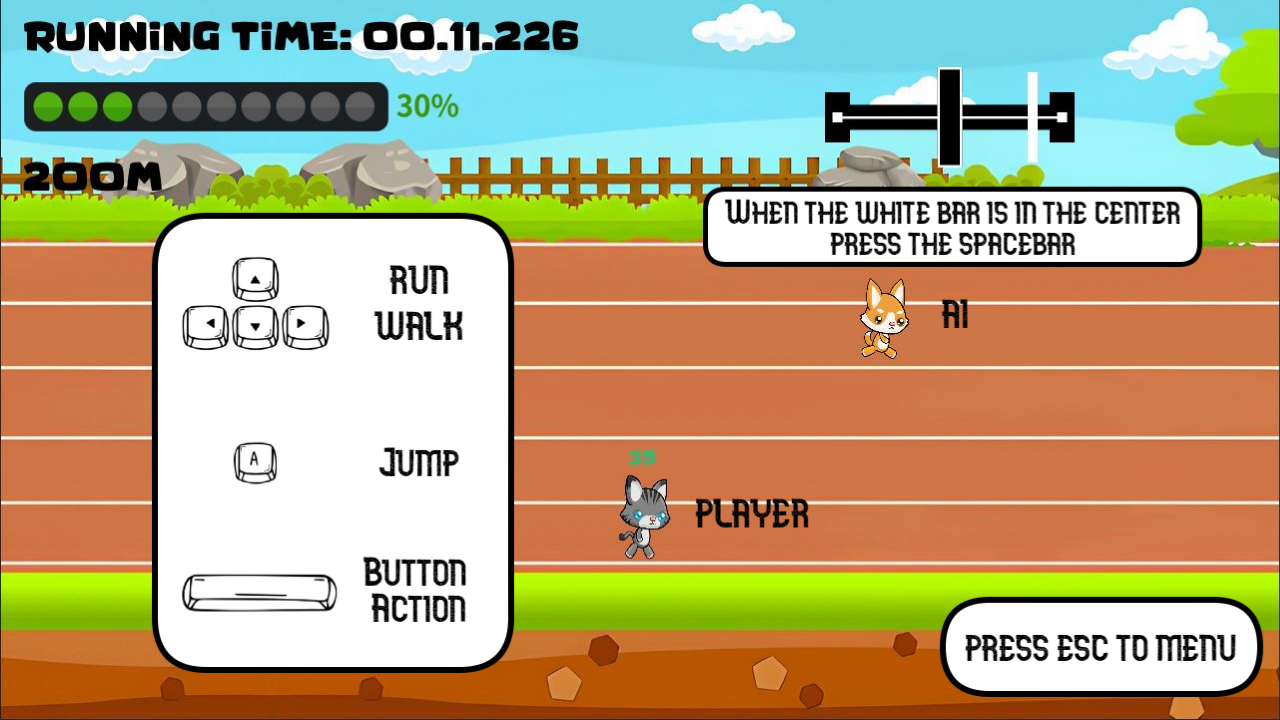 RUNNING TIME: 00.11.226
30%
200M
WHEN THE WHITE BAR IS IN THE CENTER
PRESS THE SPACEBAR
RUN
WALK
AI
A
JUMP
35
PLAYER
BUTTON
ACTION
PRESS ESC TO MENU